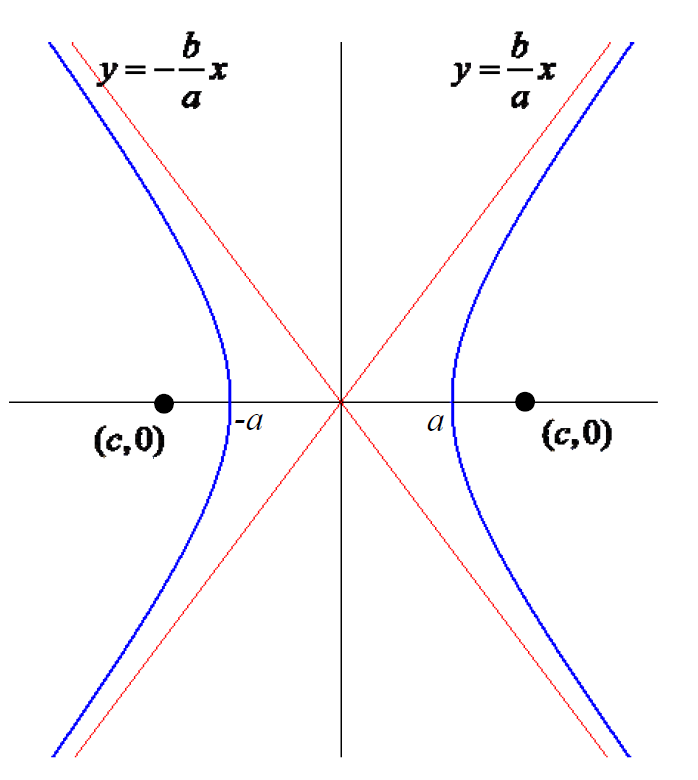 y = -b/a x
y = b/a x
-a
a
(c,0)
(c,0)